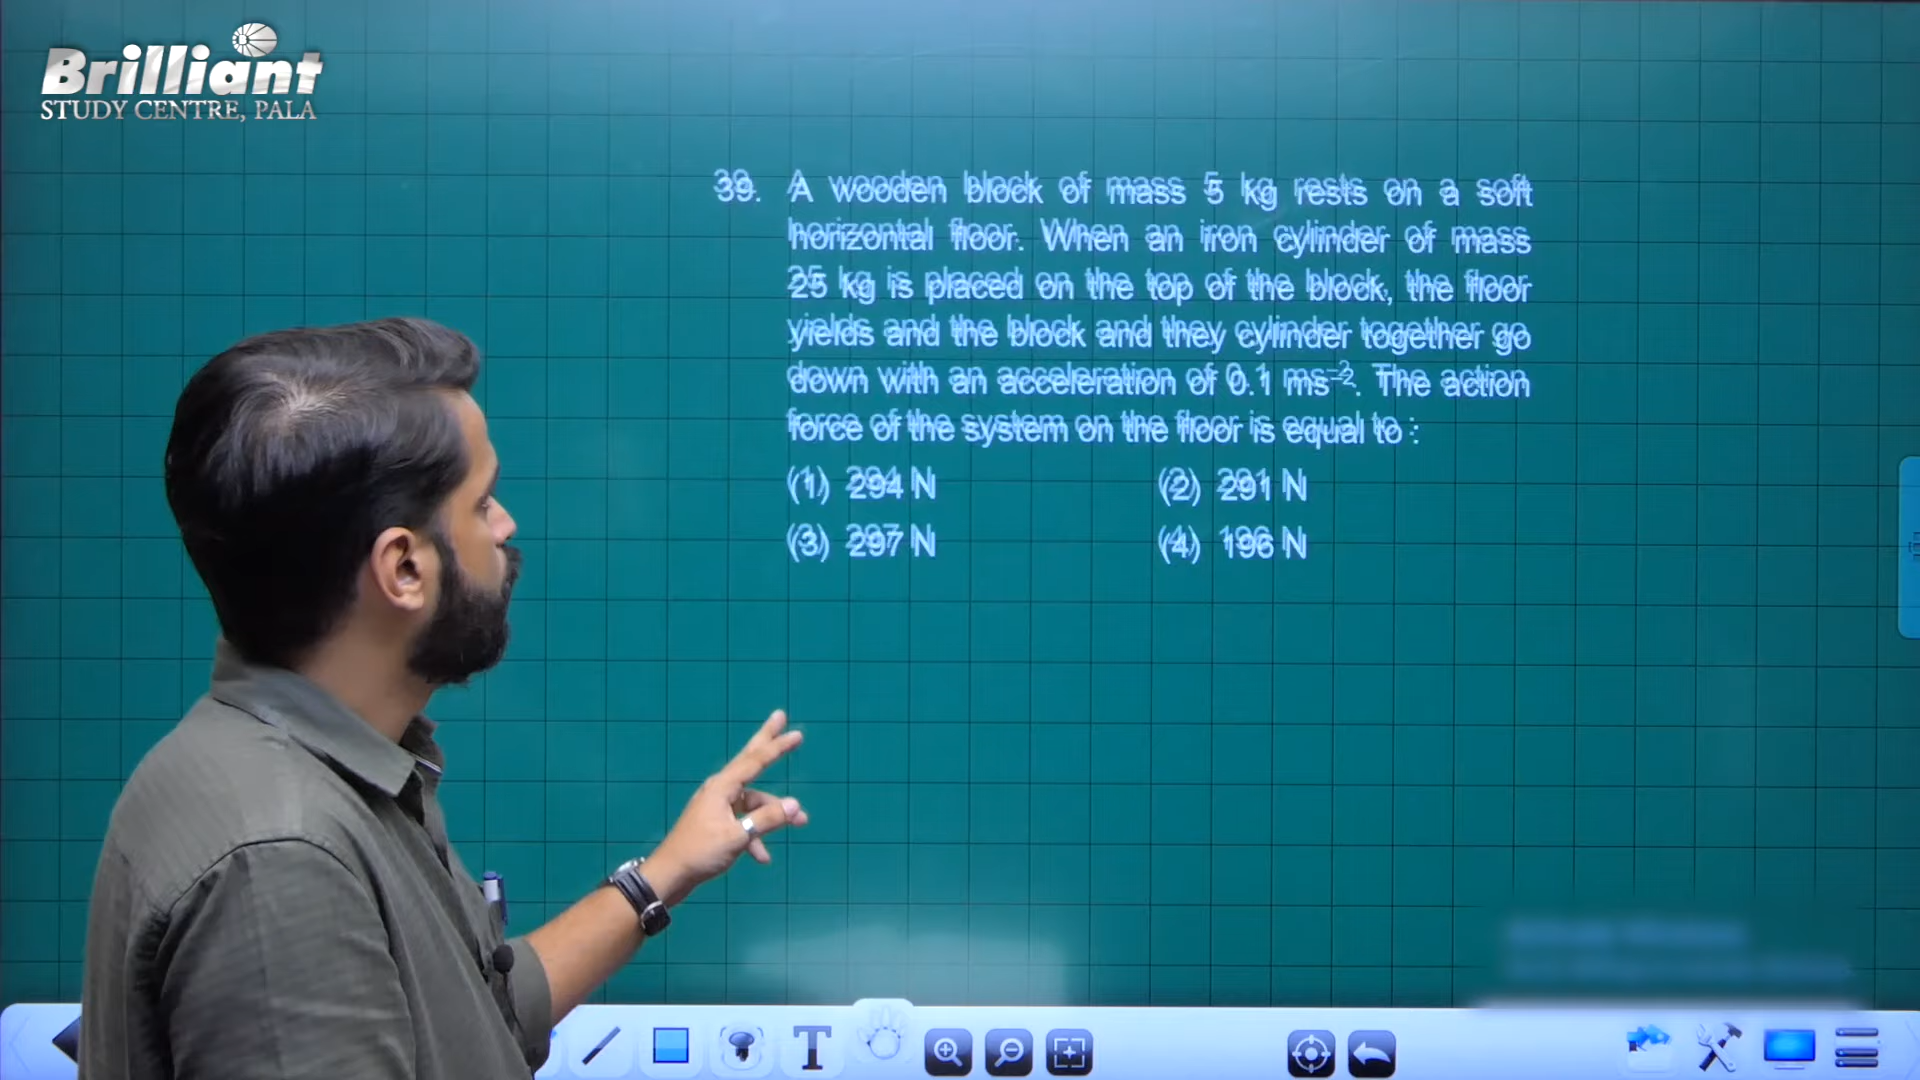 Brilliant
STUDY CENTRE, PALA
39. A wooden block of mass 5 kg rests on a soft
horizontal floor. When an iron cylinder of mass
25 kg is placed on the top of the block, the floor
yields and the block and they cylinder together go
down with an acceleration of 0.1 ms⁻². The action
force of the system on the floor is equal to :
(1) 294 N (2) 291 N
(3) 297 N (4) 196 N
T